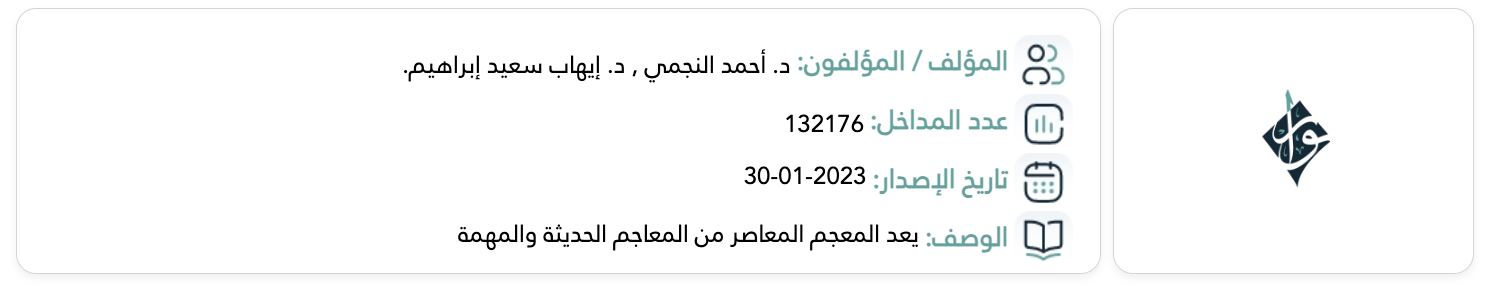 المؤلف / المؤلفون: د. أحمد النجمي , د. إيهاب سعيد إبراهيم.
عدد المداخل: 132176
تاريخ الإصدار: 30-01-2023
الوصف: يعد المعجم المعاصر من المعاجم الحديثة والمهمة